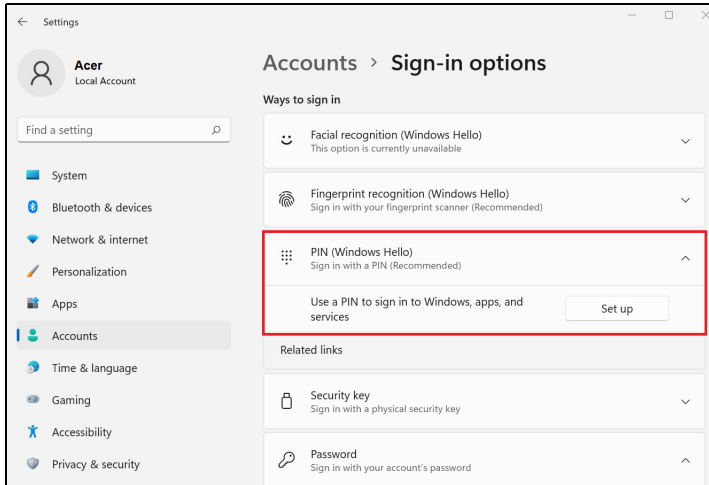 Settings
Acer
Local Account
Find a setting
System
Bluetooth & devices
Network & internet
Personalization
Apps
Accounts
Time & language
Gaming
Accessibility
Privacy & security
Accounts > Sign-in options
Ways to sign in
Facial recognition (Windows Hello)
This option is currently unavailable
Fingerprint recognition (Windows Hello)
Sign in with your fingerprint scanner (Recommended)
PIN (Windows Hello)
Sign in with a PIN (Recommended)
Use a PIN to sign in to Windows, apps, and
services
Set up
Related links
Security key
Sign in with a physical security key
Password
Sign in with your account's password